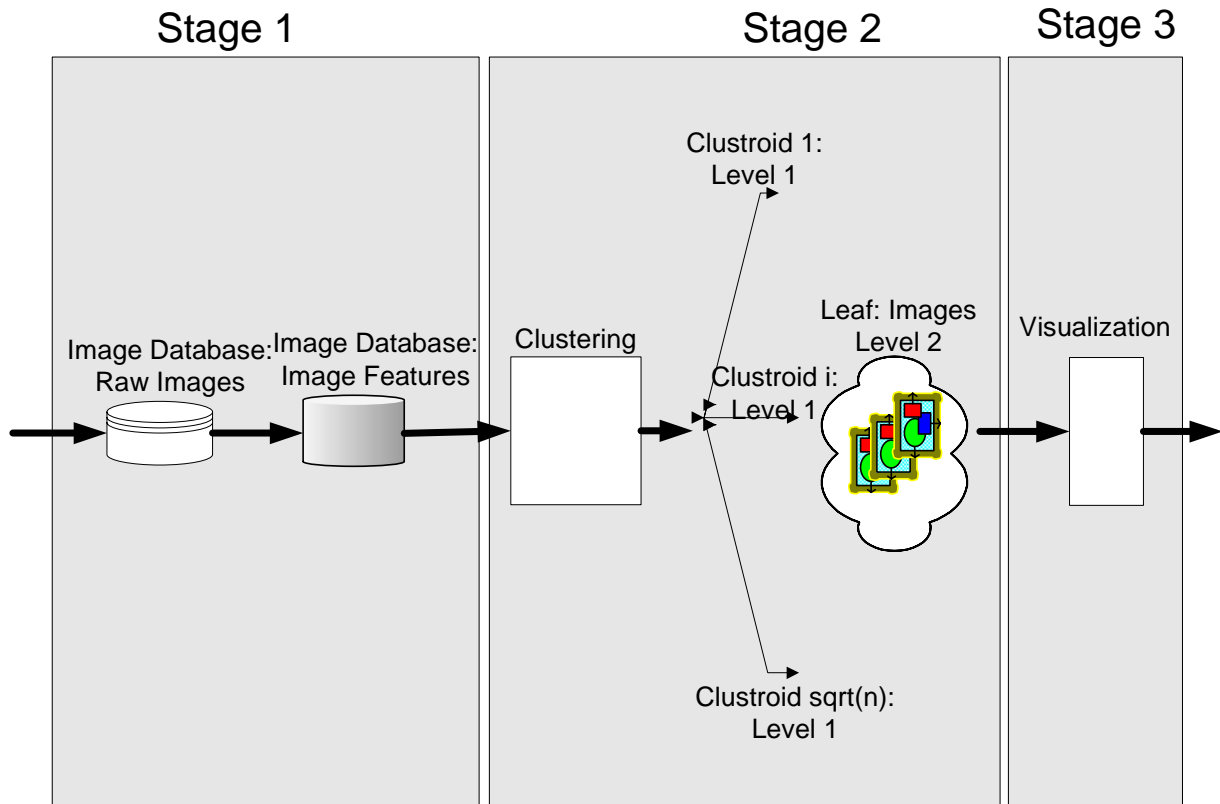 Stage 1
Stage 2
Stage 3
Image Database:
Raw Images
Image Database:
Image Features
Clustering
Clustroid 1:
Level 1
Clustroid i:
Level 1
Clustroid sqrt(n):
Level 1
Leaf: Images
Level 2
Visualization